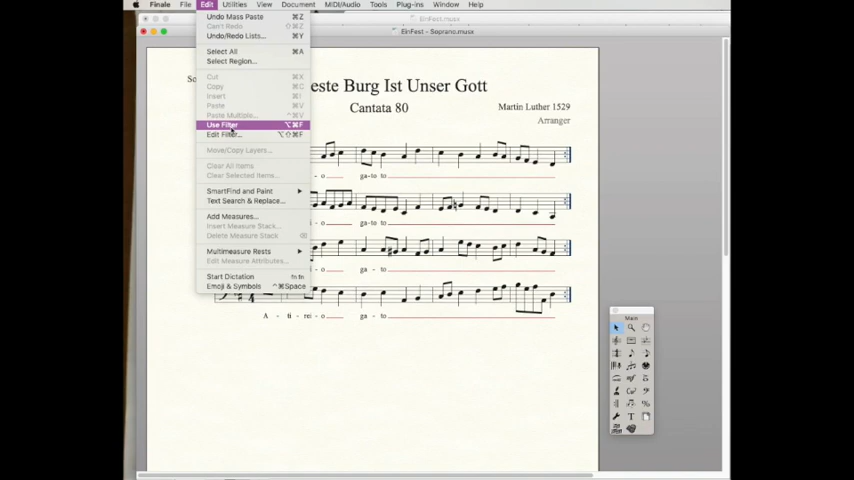 Finale File Edit Utilities View Document MIDI/Audio Tools Plug-ins Window Help
EinFest.musx
EinFest - Soprano.musx
Undo Mass Paste ⌘Z
Can't Redo ⇧⌘Z
Undo/Redo Lists... ⌘Y
Select All ⌘A
Select Region...
Cut ⌘X
Copy ⌘C
Insert ⌘I
Paste ⌘V
Paste Multiple... ^⌘V
Use Filter ⌥⌘F
Edit Filter... ⌥⇧⌘F
Move/Copy Layers...
Clear All Items
Clear Selected Items...
SmartFind and Paint
Text Search & Replace...
Add Measures...
Insert Measure Stack...
Delete Measure Stack
Multimeasure Rests
Edit Measure Attributes...
Start Dictation fn fn
Emoji & Symbols ^⌘Space
este Burg Ist Unser Gott
Cantata 80
Martin Luther 1529
Arranger
o ga-to to
o ga-to to
o ga - to
A - ti - rei - o ga - to
Main